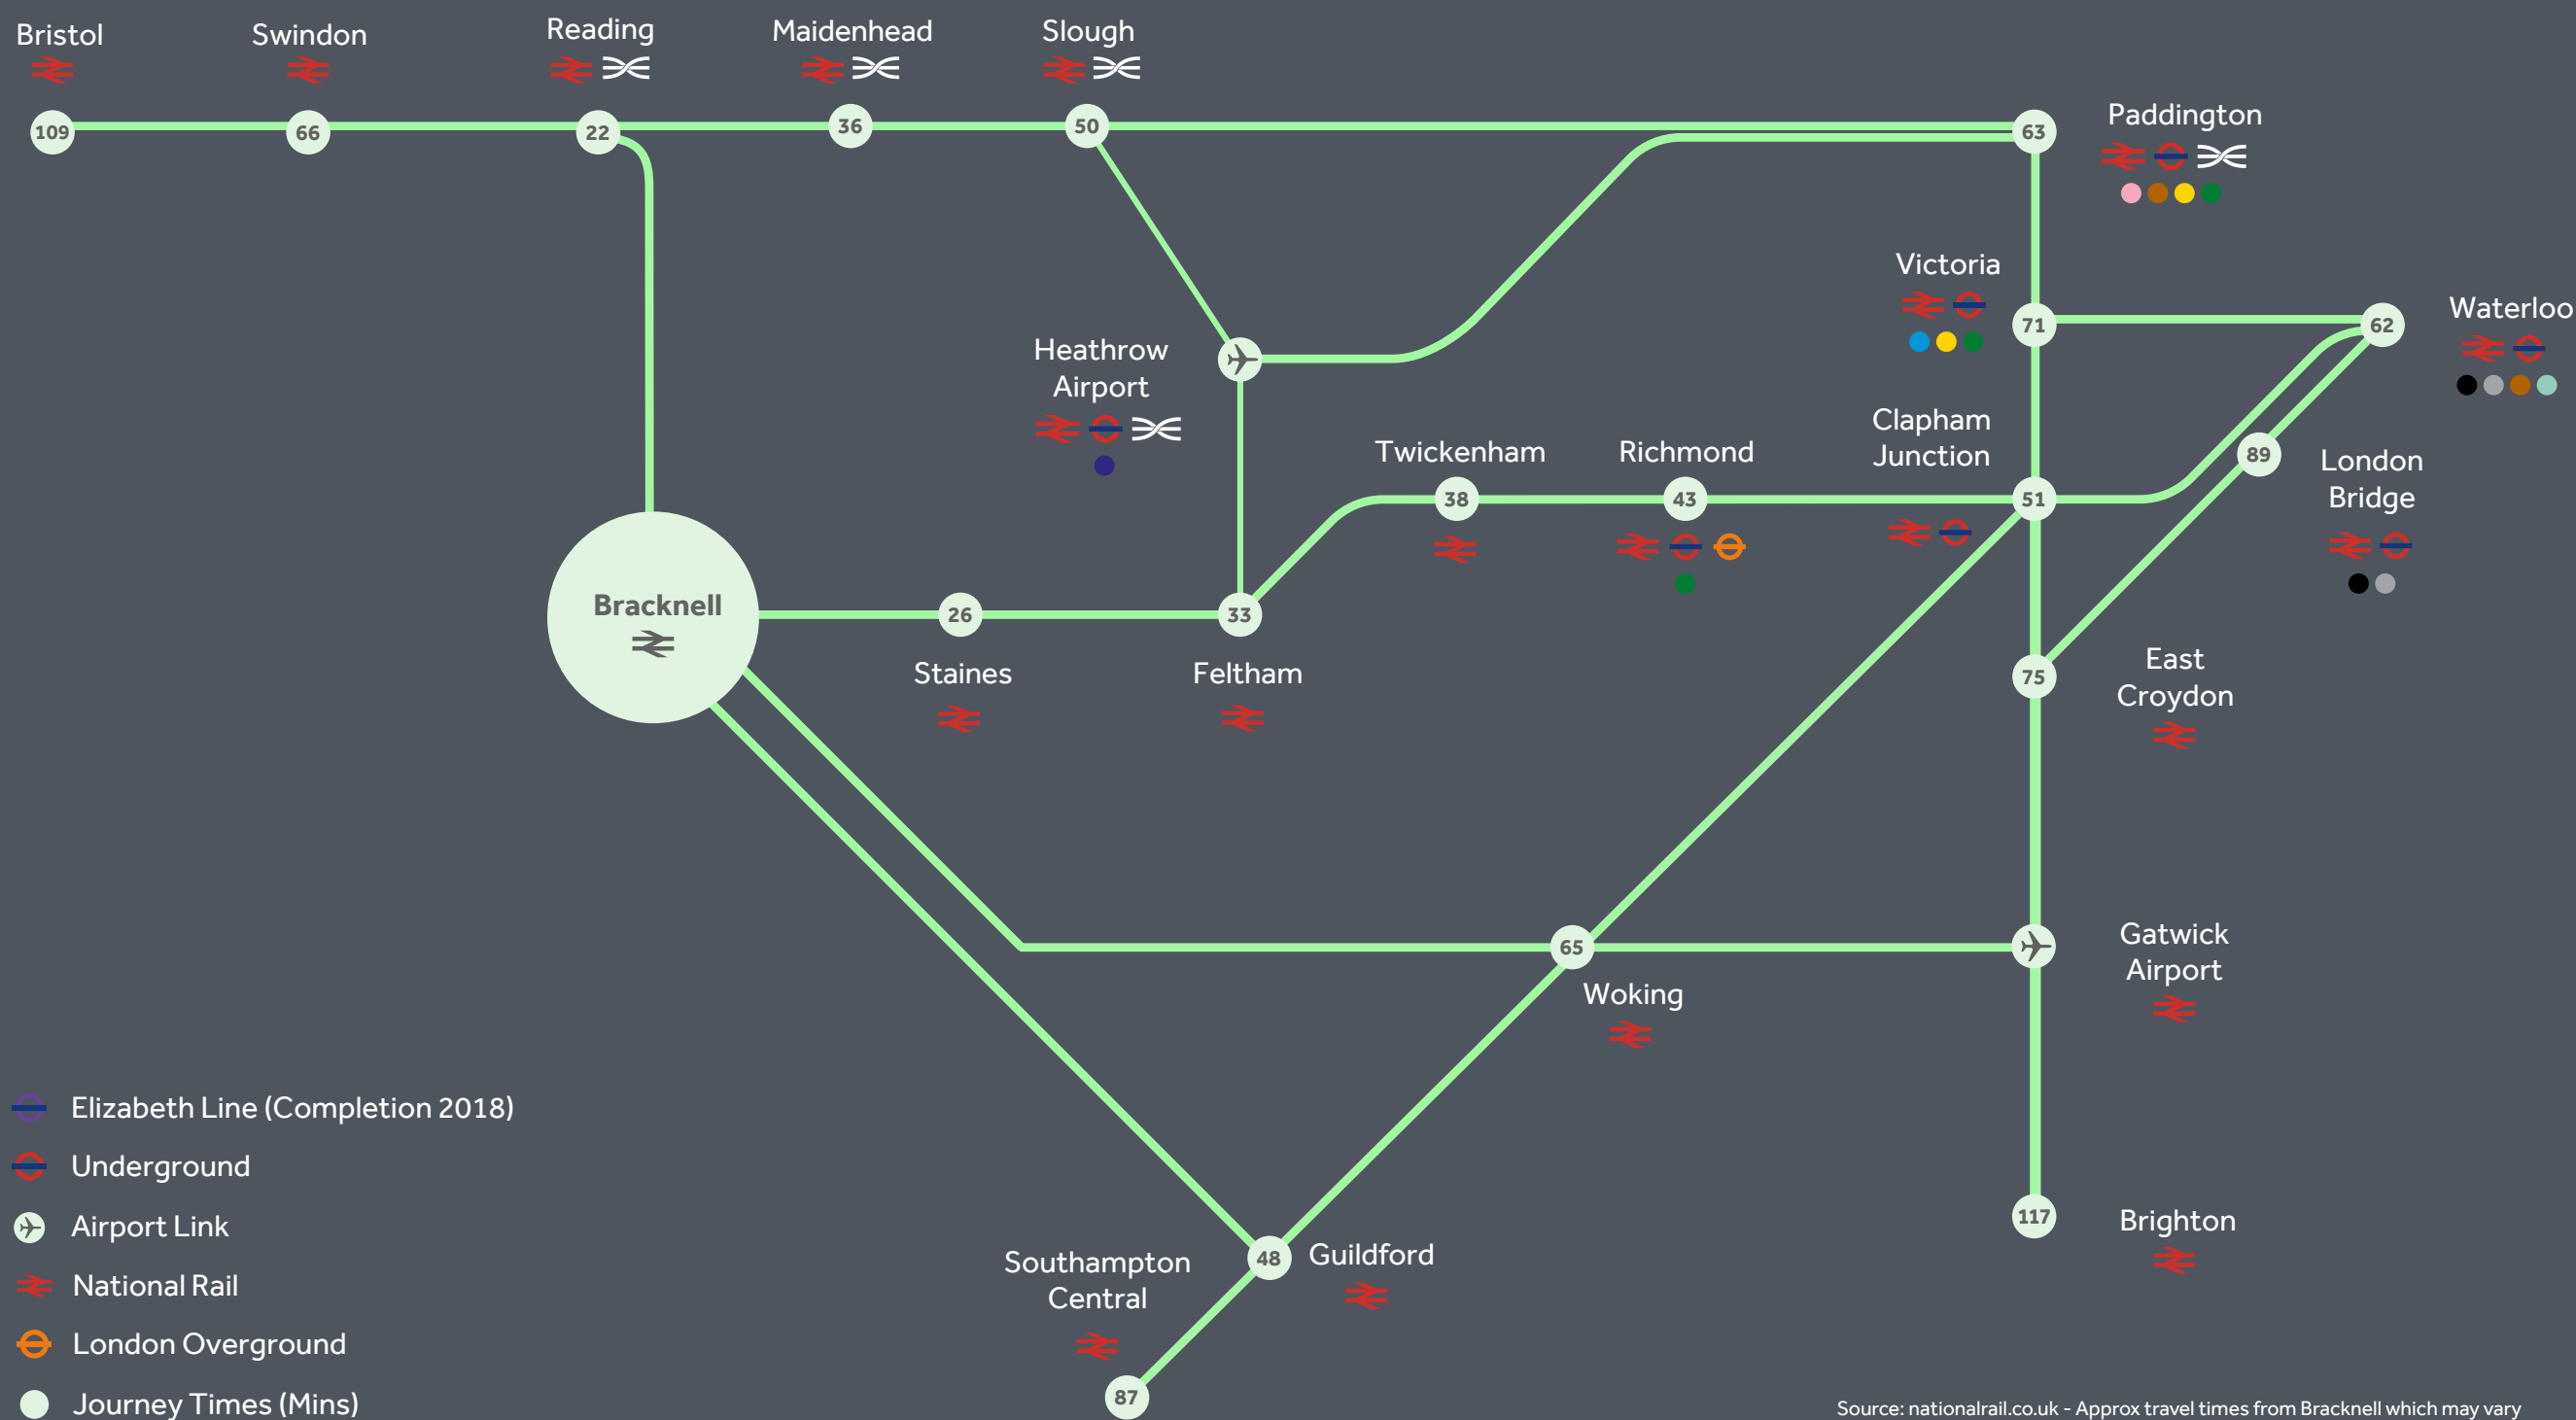 Bristol
Swindon
Reading
Maidenhead
Slough
109
66
22
36
50
63
Paddington
Victoria
71
62
Waterloo
Heathrow
Airport
Clapham
Junction
Twickenham
Richmond
38
43
51
89
London
Bridge
Bracknell
26
33
Staines
Feltham
75
East
Croydon
65
Woking
Gatwick
Airport
117
Brighton
48
Guildford
Southampton
Central
87
Elizabeth Line (Completion 2018)
Underground
Airport Link
National Rail
London Overground
Journey Times (Mins)
Source: nationalrail.co.uk - Approx travel times from Bracknell which may vary